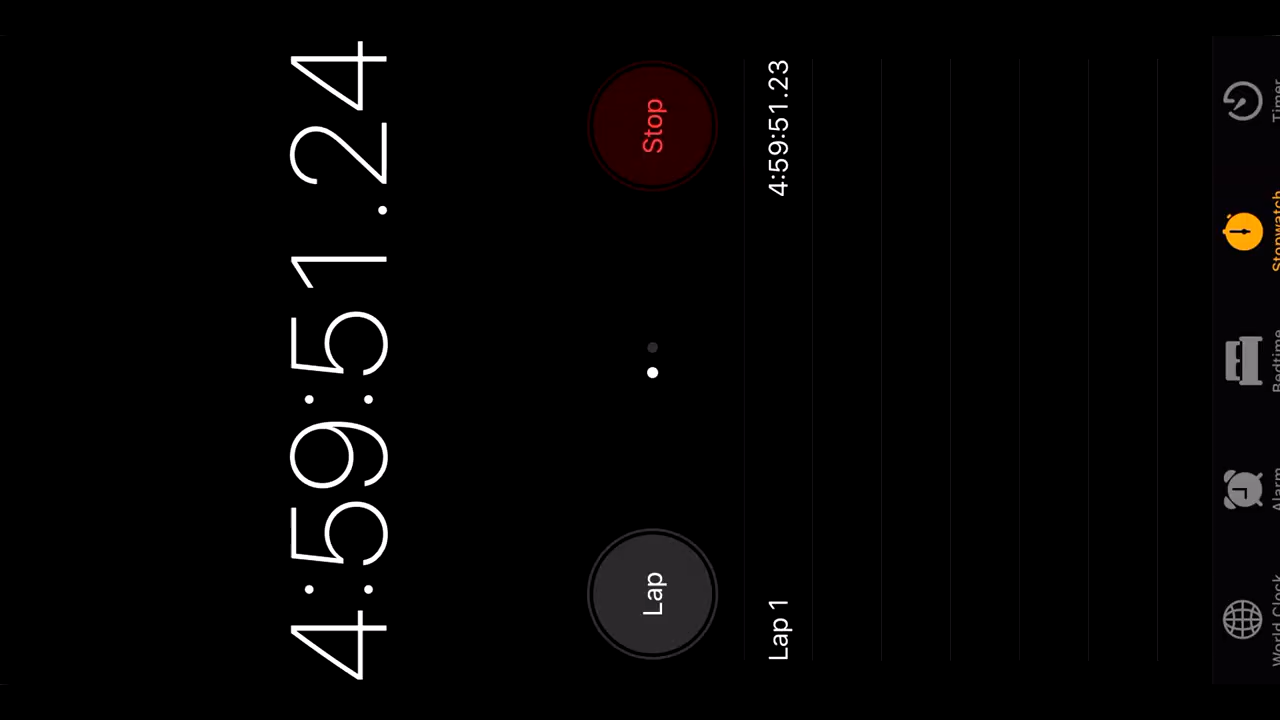 4:59:51.24
Lap
Stop
Lap 1 4:59:51.23
World Clock
Alarm
Bedtime
Stopwatch
Timer